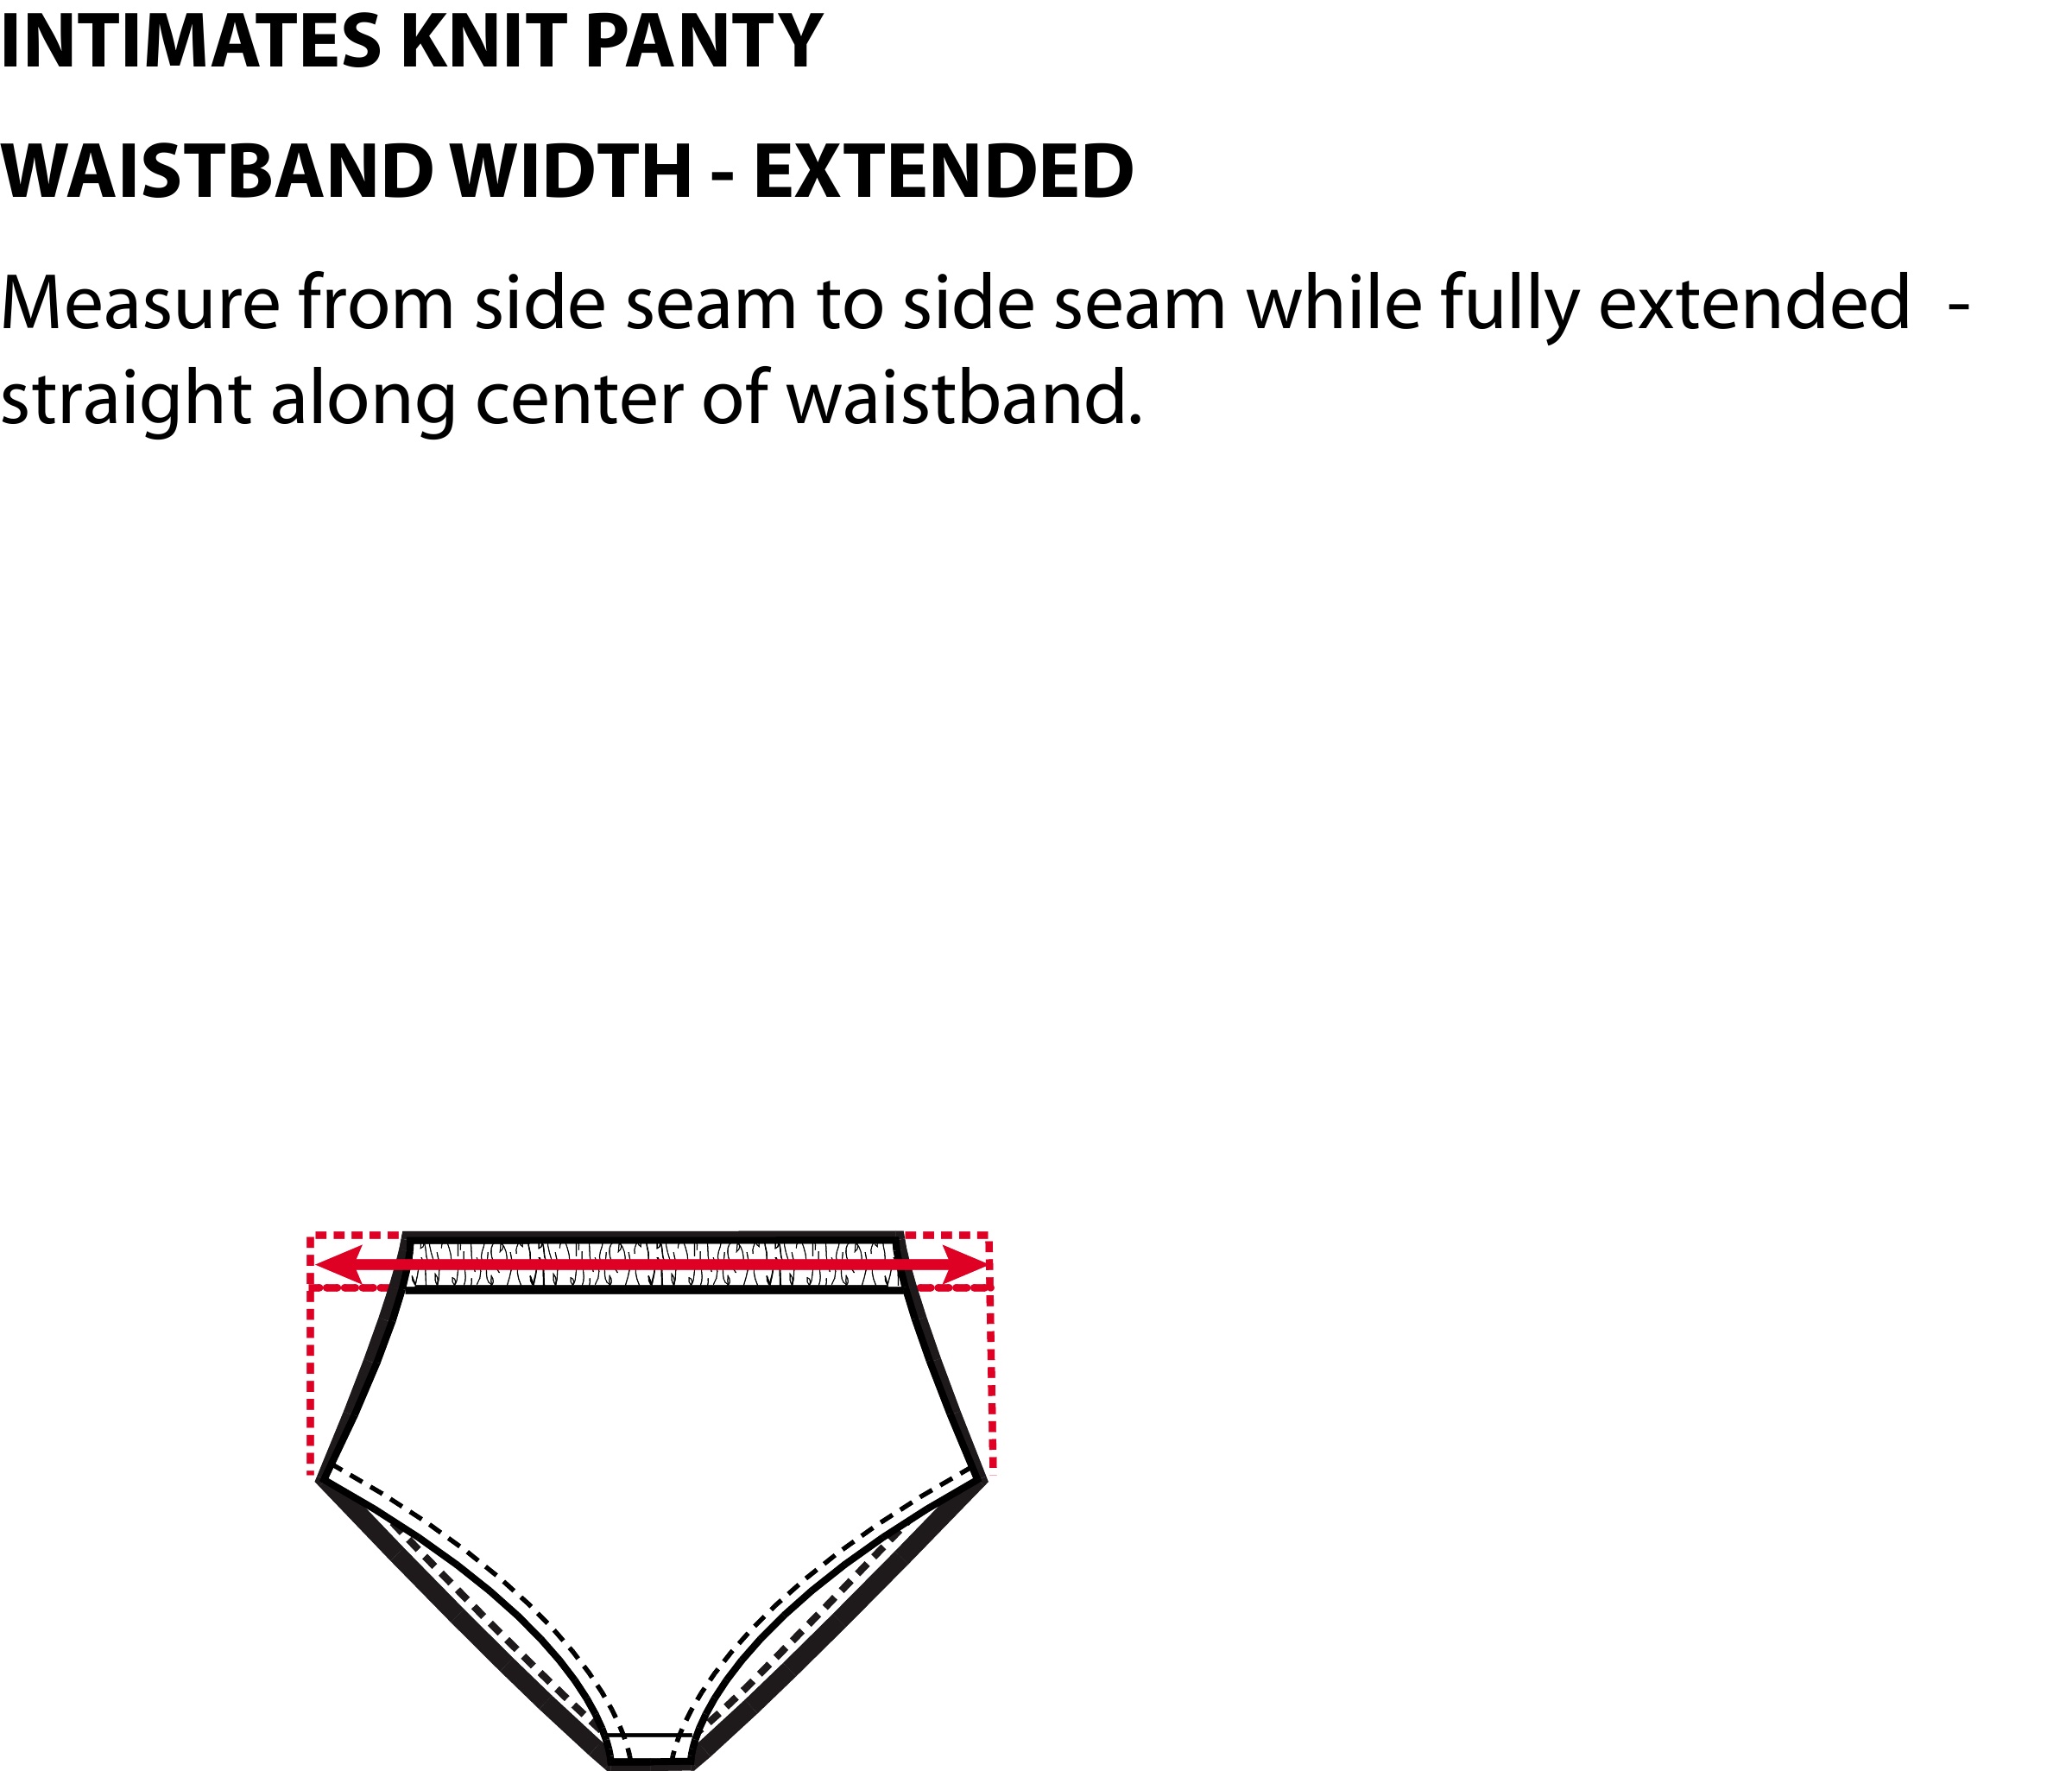 INTIMATES KNIT PANTY
WAISTBAND WIDTH - EXTENDED
Measure from side seam to side seam while fully extended  -
straight along center of waistband.